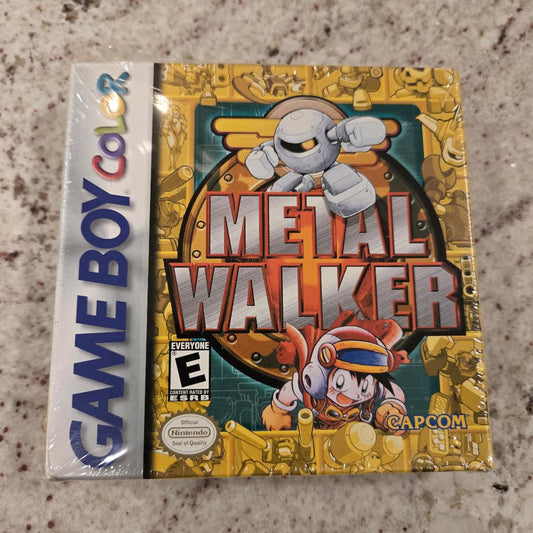 GAME BOY COLOR
METAL
WALKER
EVERYONE
E
CONTENT RATED BY
ESRB
Official
Nintendo
Seal of Quality
CAPCOM